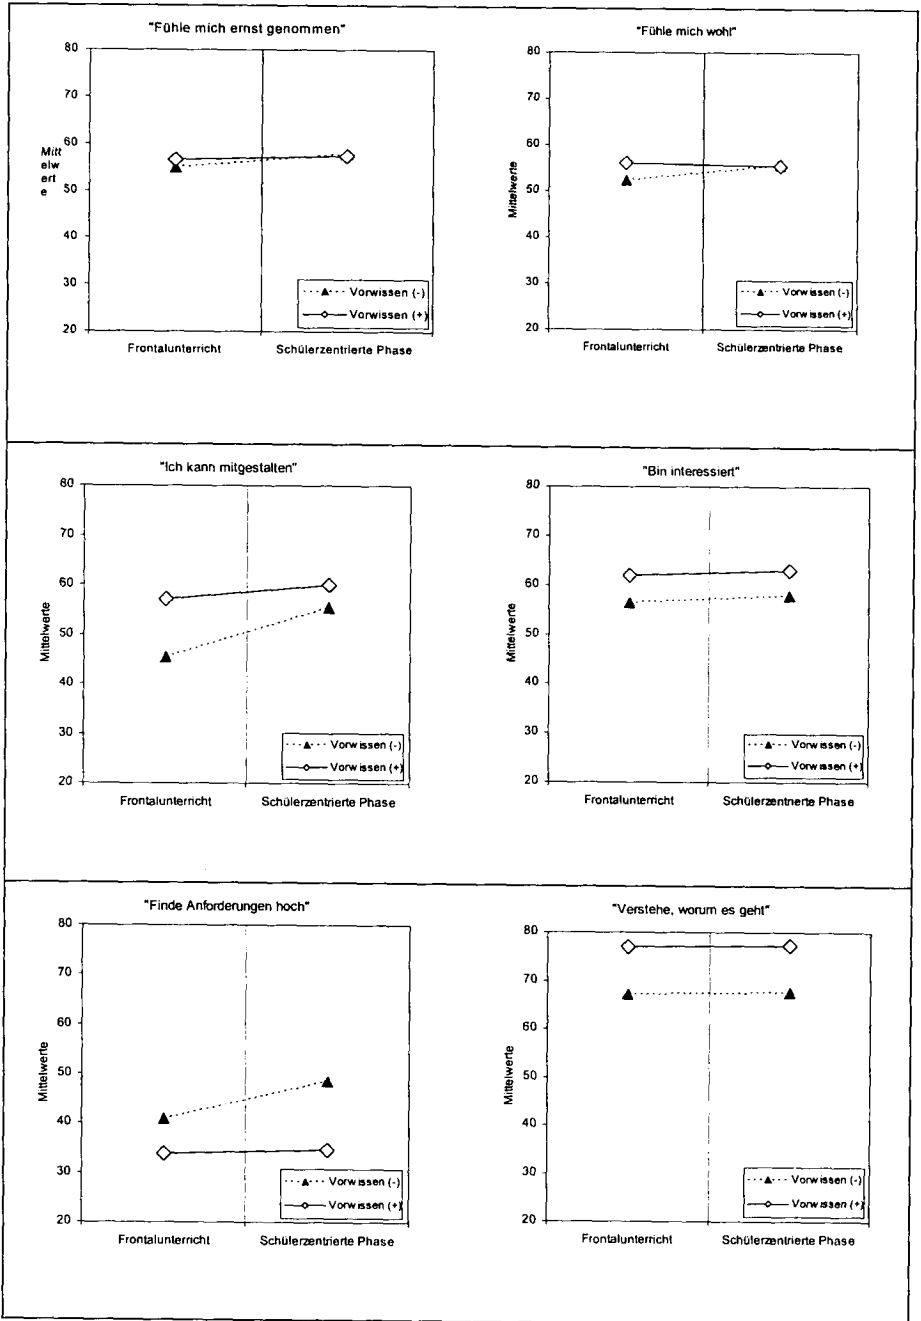 "Fühle mich ernst genommen"
80
70
60
50
40
30
20
Mitt
elw
ert
e
Vorwissen (-)
Vorwissen (+)
Frontalunterricht Schülerzentrierte Phase
"Fühle mich wohl"
80
70
60
50
40
30
20
Mittelwerte
Vorwissen (-)
Vorwissen (+)
Frontalunterricht Schülerzentrierte Phase
"Ich kann mitgestalten"
80
70
60
50
40
30
20
Mittelwerte
Vorwissen (-)
Vorwissen (+)
Frontalunterricht Schülerzentrierte Phase
"Bin interessiert"
80
70
60
50
40
30
20
Mittelwerte
Vorwissen (-)
Vorwissen (+)
Frontalunterricht Schülerzentrierte Phase
"Finde Anforderungen hoch"
80
70
60
50
40
30
20
Mittelwerte
Vorwissen (-)
Vorwissen (+)
Frontalunterricht Schülerzentrierte Phase
"Verstehe, worum es geht"
80
70
60
50
40
30
20
Mittelwerte
Vorwissen (-)
Vorwissen (+)
Frontalunterricht Schülerzentrierte Phase